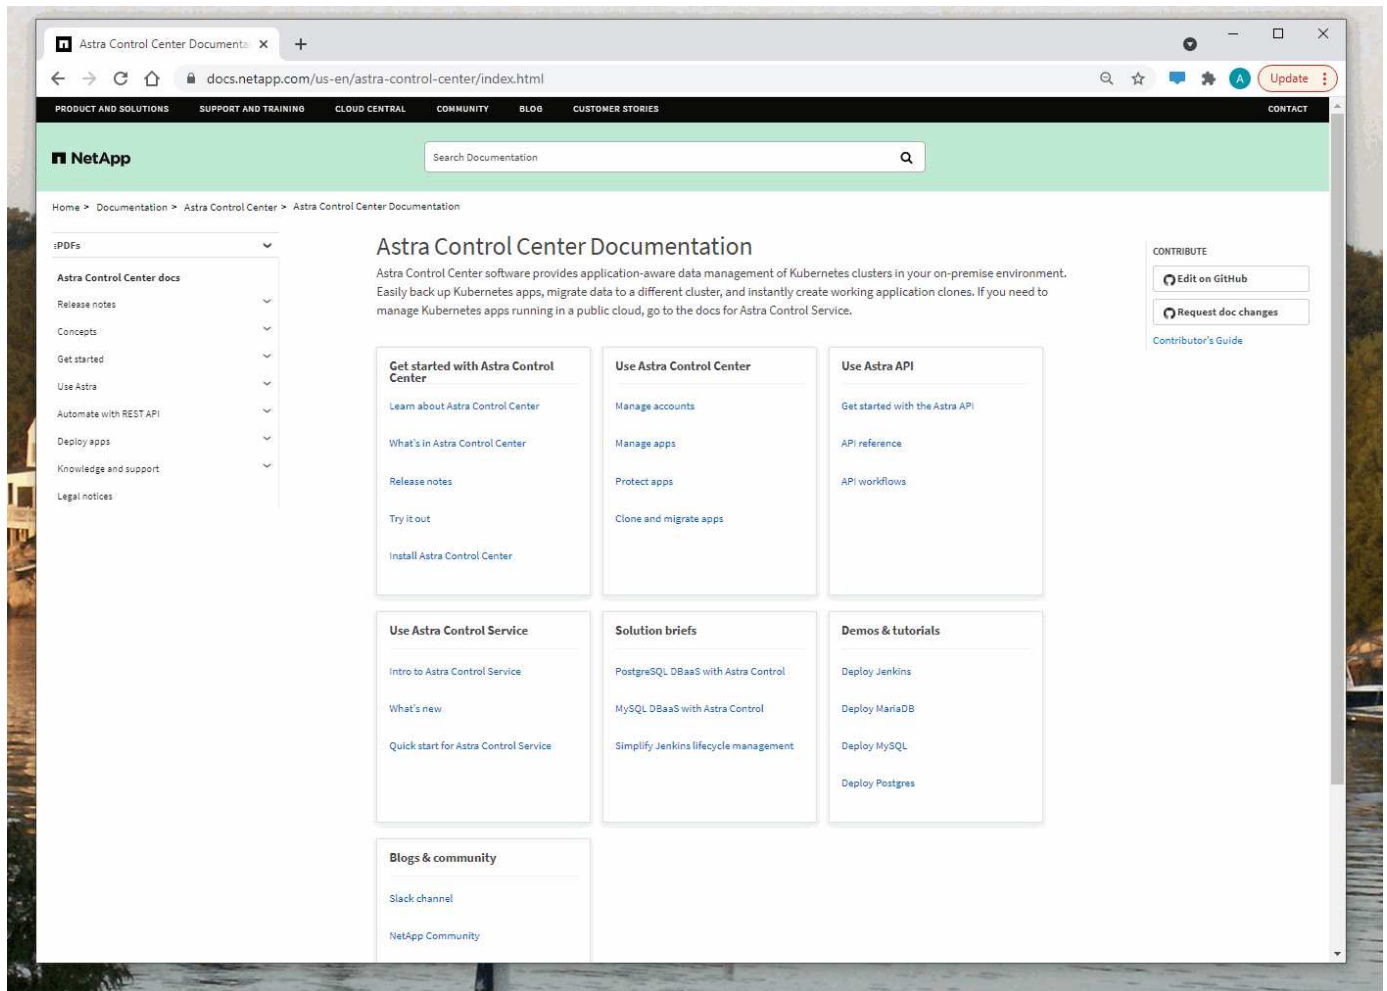 Astra Control Center Documenta
docs.netapp.com/us-en/astra-control-center/index.html
A
Update
PRODUCT AND SOLUTIONS SUPPORT AND TRAINING CLOUD CENTRAL COMMUNITY BLOG CUSTOMER STORIES CONTACT
NetApp
Search Documentation
Home > Documentation > Astra Control Center > Astra Control Center Documentation
:PDFs
Astra Control Center docs
Release notes
Concepts
Get started
Use Astra
Automate with REST API
Deploy apps
Knowledge and support
Legal notices
Astra Control Center Documentation
Astra Control Center software provides application-aware data management of Kubernetes clusters in your on-premise environment.
Easily back up Kubernetes apps, migrate data to a different cluster, and instantly create working application clones. If you need to
manage Kubernetes apps running in a public cloud, go to the docs for Astra Control Service.
CONTRIBUTE
Edit on GitHub
Request doc changes
Contributor's Guide
Get started with Astra Control
Center
Learn about Astra Control Center
What's in Astra Control Center
Release notes
Try it out
Install Astra Control Center
Use Astra Control Center
Manage accounts
Manage apps
Protect apps
Clone and migrate apps
Use Astra API
Get started with the Astra API
API reference
API workflows
Use Astra Control Service
Intro to Astra Control Service
What's new
Quick start for Astra Control Service
Solution briefs
PostgreSQL DBaaS with Astra Control
MySQL DBaaS with Astra Control
Simplify Jenkins lifecycle management
Demos & tutorials
Deploy Jenkins
Deploy MariaDB
Deploy MySQL
Deploy Postgres
Blogs & community
Slack channel
NetApp Community